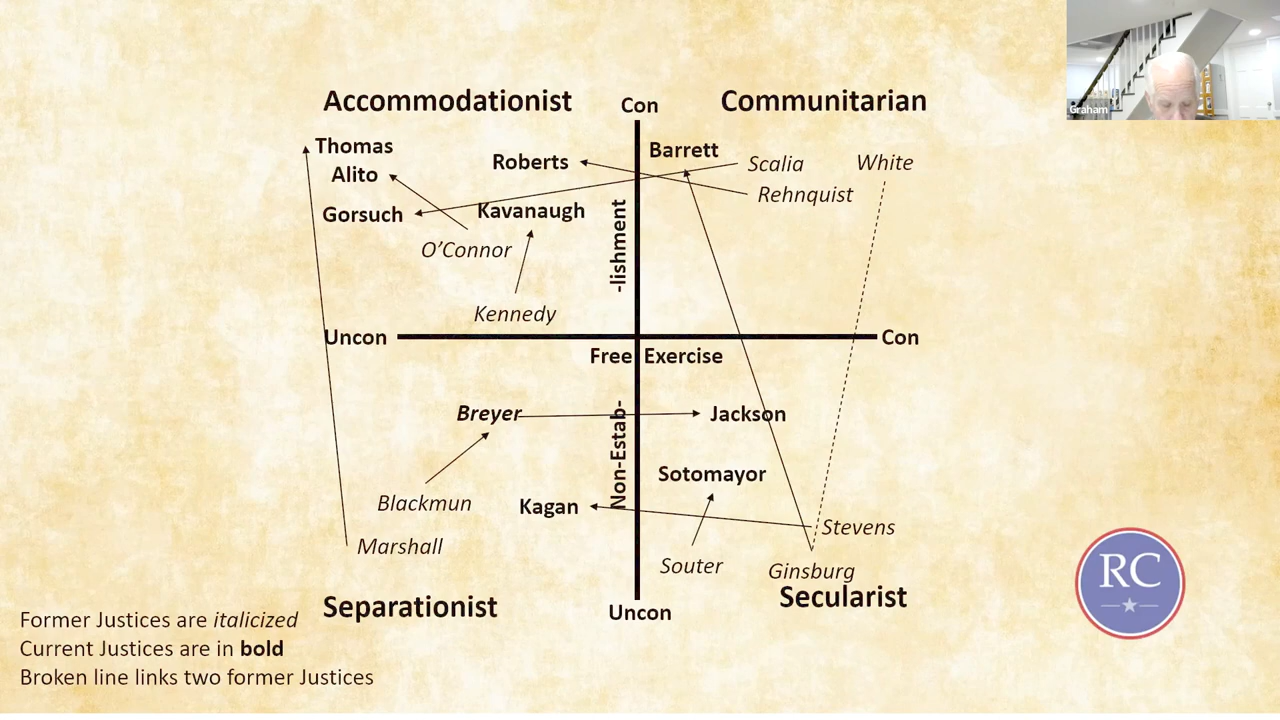 Accommodationist
Con
Communitarian
Graham
Thomas
Alito
Roberts
Barrett
Scalia
White
Rehnquist
Gorsuch
Kavanaugh
O'Connor
-lishment
Kennedy
Uncon
Con
Free Exercise
Breyer
Jackson
Non-Estab-
Sotomayor
Blackmun
Kagan
Stevens
Marshall
Souter
Ginsburg
Separationist
Secularist
Uncon
RC
Former Justices are italicized
Current Justices are in bold
Broken line links two former Justices